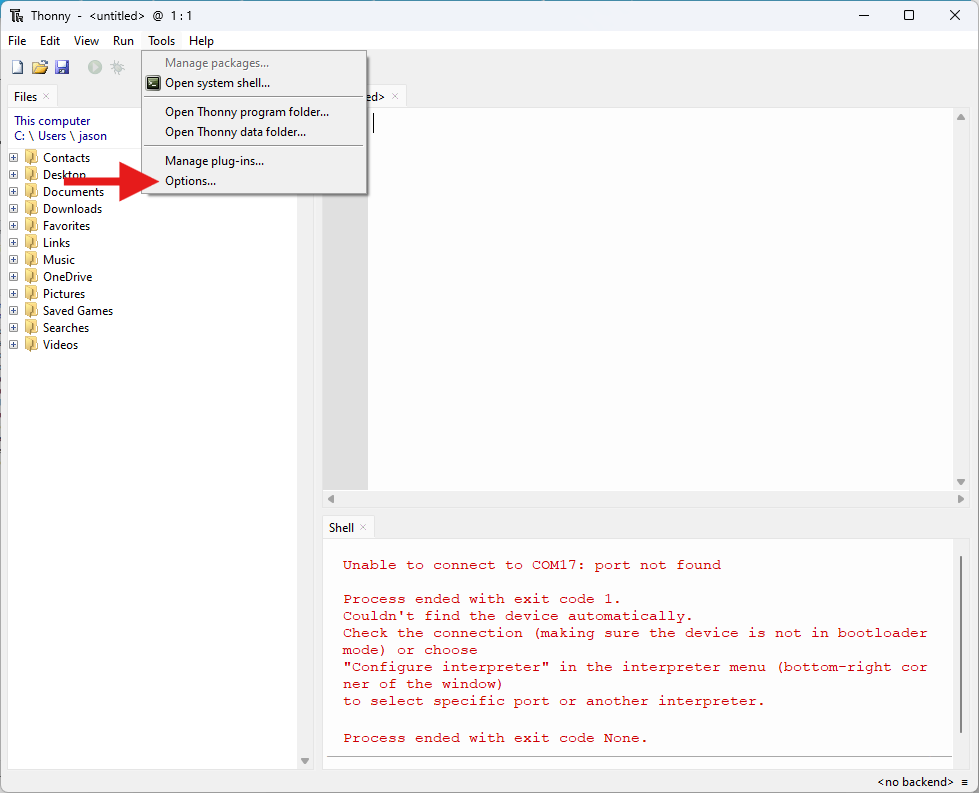 Thonny - <untitled> @ 1 : 1
File Edit View Run Tools Help
Manage packages...
Open system shell...
Open Thonny program folder...
Open Thonny data folder...
Manage plug-ins...
Options...
Files
This computer
C: \ Users \ jason
Contacts
Desktop
Documents
Downloads
Favorites
Links
Music
OneDrive
Pictures
Saved Games
Searches
Videos
ed>
Shell
Unable to connect to COM17: port not found
Process ended with exit code 1.
Couldn't find the device automatically.
Check the connection (making sure the device is not in bootloader
mode) or choose
"Configure interpreter" in the interpreter menu (bottom-right cor
ner of the window)
to select specific port or another interpreter.
Process ended with exit code None.
<no backend>